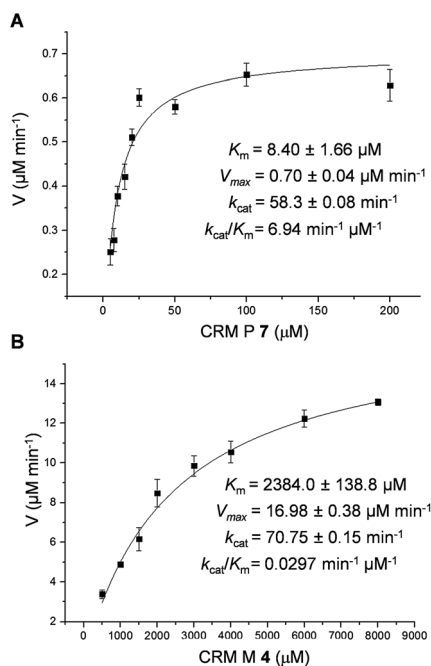 A
0.7
0.6
0.5
0.4
0.3
0.2
V (µM min⁻¹)
Kₘ = 8.40 ± 1.66 µM
Vₘₐₓ = 0.70 ± 0.04 µM min⁻¹
k_cat = 58.3 ± 0.08 min⁻¹
k_cat/Kₘ = 6.94 min⁻¹ µM⁻¹
0 50 100 150 200
CRM P 7 (µM)
B
14
12
10
8
6
4
2
V (µM min⁻¹)
Kₘ = 2384.0 ± 138.8 µM
Vₘₐₓ = 16.98 ± 0.38 µM min⁻¹
k_cat = 70.75 ± 0.15 min⁻¹
k_cat/Kₘ = 0.0297 min⁻¹ µM⁻¹
0 1000 2000 3000 4000 5000 6000 7000 8000 9000
CRM M 4 (µM)